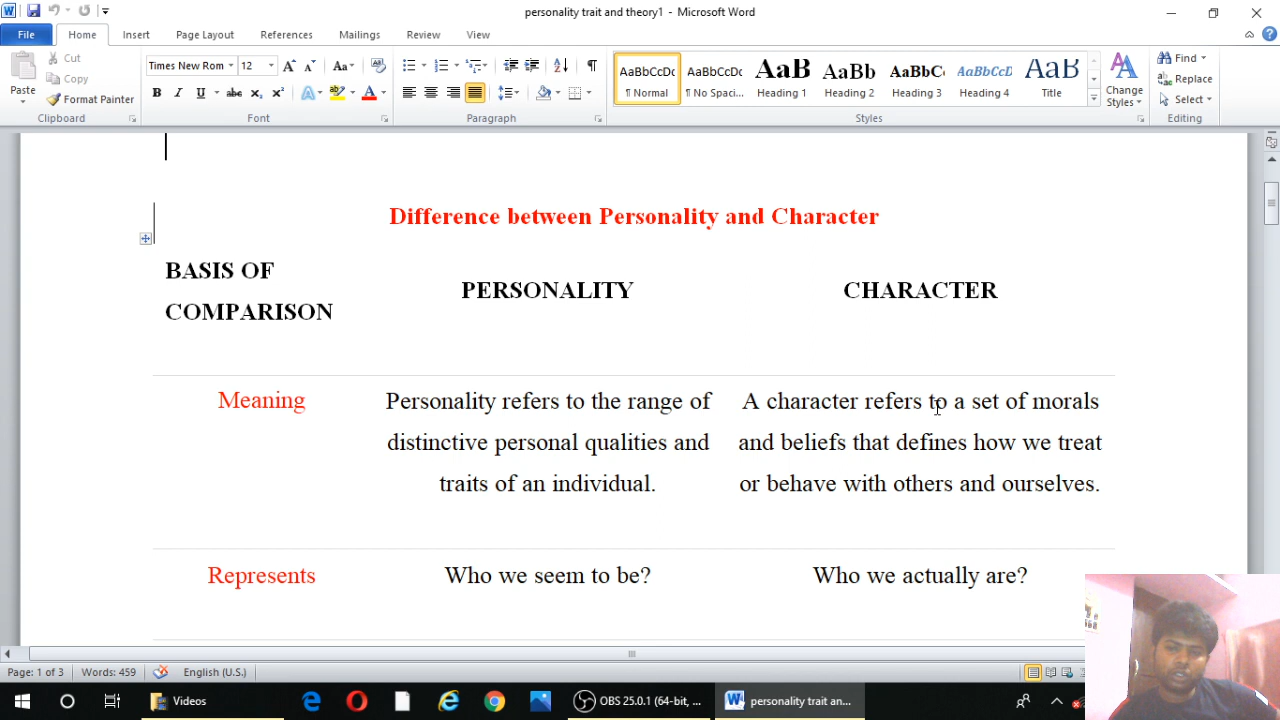 personality trait and theory1 - Microsoft Word
File Home Insert Page Layout References Mailings Review View
Paste Cut Copy Format Painter
Times New Rom 12
AaBbCcDc AaBbCcDc AaB AaBb AaBbC AaBbCcD AaB
¶ Normal ¶ No Spaci... Heading 1 Heading 2 Heading 3 Heading 4 Title
Change Styles
Find Replace Select
Clipboard Font Paragraph Styles Editing
Difference between Personality and Character
BASIS OF
COMPARISON
PERSONALITY
CHARACTER
Meaning
Personality refers to the range of
distinctive personal qualities and
traits of an individual.
A character refers to a set of morals
and beliefs that defines how we treat
or behave with others and ourselves.
Represents
Who we seem to be?
Who we actually are?
Page: 1 of 3 Words: 459 English (U.S.)
Videos OBS 25.0.1 (64-bit, ... personality trait an...